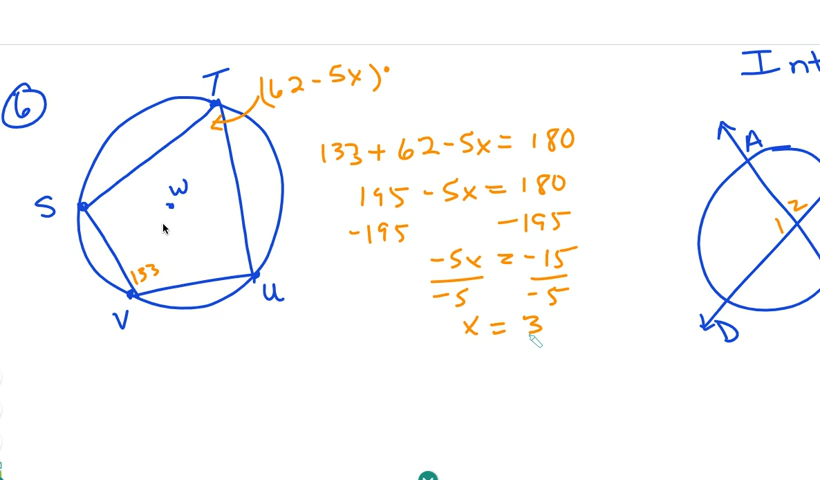 6
T
(62 - 5x)°
S
W
133
V
U
133 + 62 - 5x = 180
195 - 5x = 180
-195 -195
-5x = -15
-5 -5
x = 3
Int
A
2
1
D